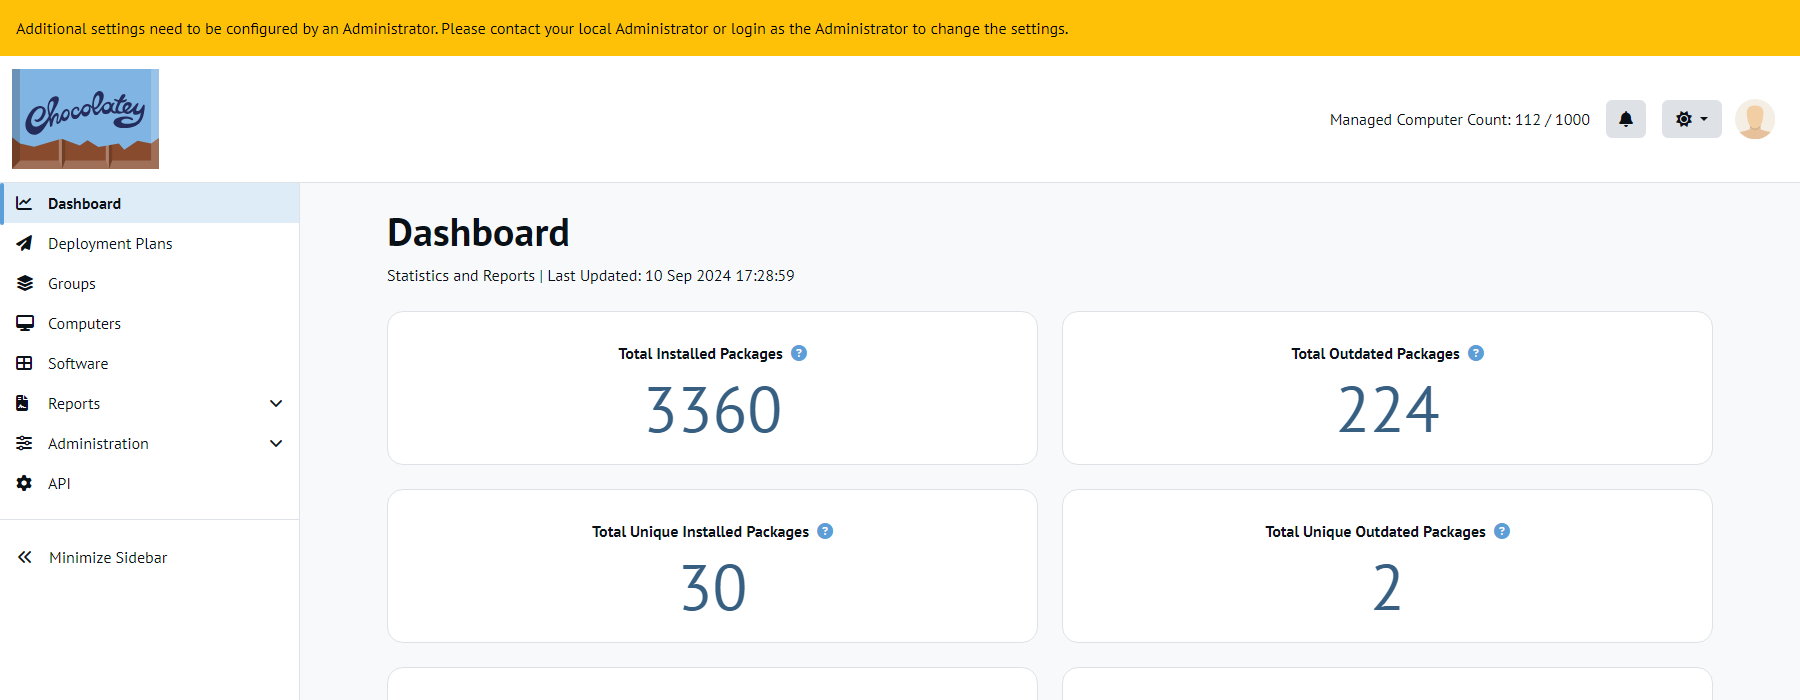 Additional settings need to be configured by an Administrator. Please contact your local Administrator or login as the Administrator to change the settings.
Chocolatey
Managed Computer Count: 112 / 1000
Dashboard
Deployment Plans
Groups
Computers
Software
Reports
Administration
API
Minimize Sidebar
Dashboard
Statistics and Reports | Last Updated: 10 Sep 2024 17:28:59
Total Installed Packages ?
3360
Total Outdated Packages ?
224
Total Unique Installed Packages ?
30
Total Unique Outdated Packages ?
2